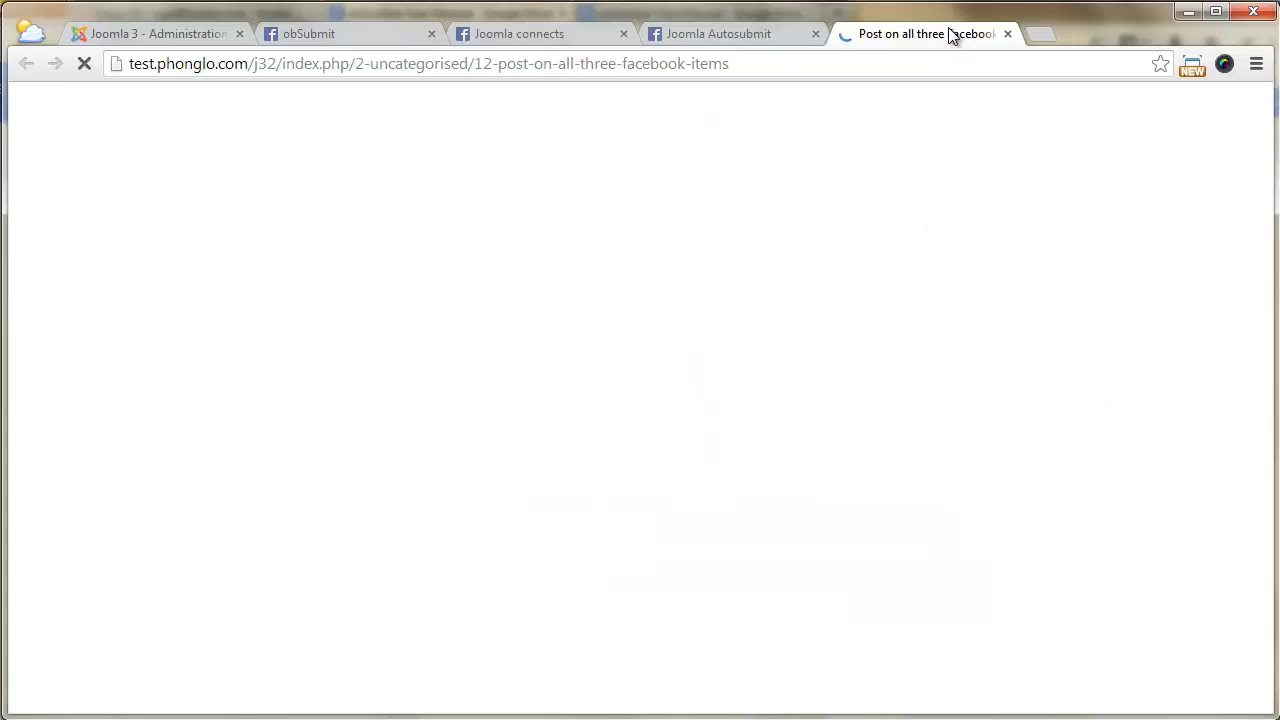 Joomla 3 - Administration
obSubmit
Joomla connects
Joomla Autosubmit
Post on all three facebook
test.phonglo.com/j32/index.php/2-uncategorised/12-post-on-all-three-facebook-items
NEW